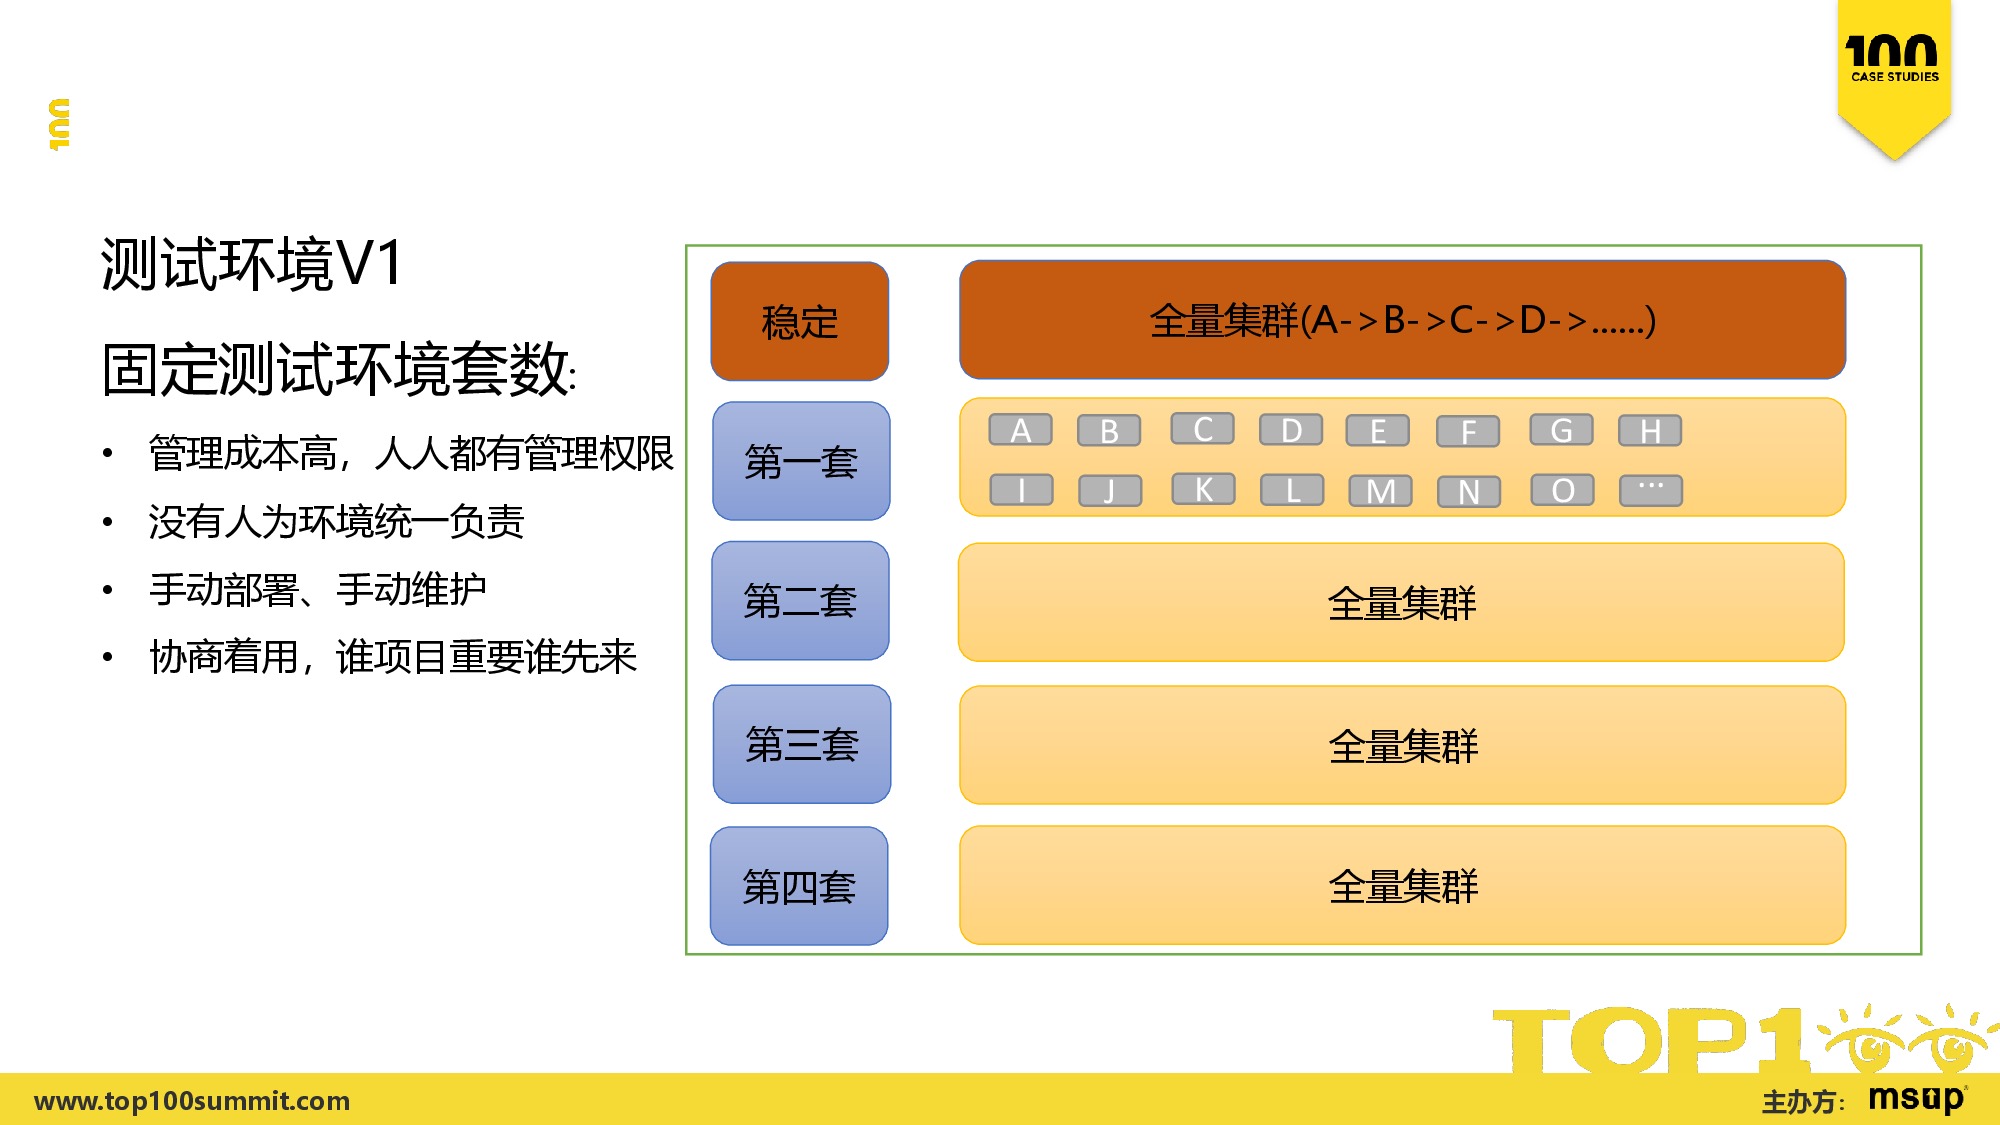 100
CASE STUDIES
100
测试环境V1
固定测试环境套数:
• 管理成本高，人人都有管理权限
• 没有人为环境统一负责
• 手动部署、手动维护
• 协商着用，谁项目重要谁先来
稳定
全量集群(A->B->C->D->......)
第一套
A B C D E F G H
I J K L M N O ...
第二套
全量集群
第三套
全量集群
第四套
全量集群
TOP100
www.top100summit.com
主办方：
msup®